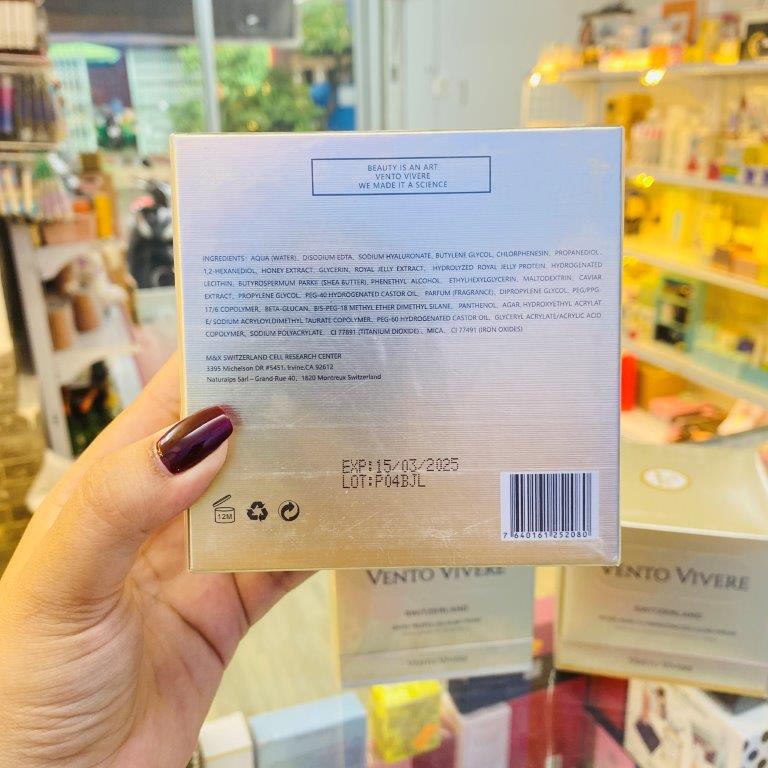 BEAUTY IS AN ART
VENTO VIVERE
WE MADE IT A SCIENCE
INGREDIENTS: AQUA (WATER)、DISODIUM EDTA、SODIUM HYALURONATE, BUTYLENE GLYCOL, CHLORPHENESIN, PROPANEDIOL,
1,2-HEXANEDIOL, HONEY EXTRACT, GLYCERIN, ROYAL JELLY EXTRACT, HYDROLYZED ROYAL JELLY PROTEIN, HYDROGENATED
LECITHIN, BUTYROSPERMUM PARKII (SHEA BUTTER), PHENETHYL ALCOHOL, ETHYLHEXYLGLYCERIN, MALTODEXTRIN, CAVIAR
EXTRACT, PROPYLENE GLYCOL, PEG-40 HYDROGENATED CASTOR OIL, PARFUM (FRAGRANCE), DIPROPYLENE GLYCOL, PEG/PPG-
17/6 COPOLYMER, BETA-GLUCAN, BIS-PEG-18 METHYL ETHER DIMETHYL SILANE, PANTHENOL, AGAR, HYDROXYETHYL ACRYLAT
E/SODIUM ACRYLOYLDIMETHYL TAURATE COPOLYMER, PEG-60 HYDROGENATED CASTOR OIL, GLYCERYL ACRYLATE/ACRYLIC ACID
COPOLYMER, SODIUM POLYACRYLATE、CI 77891 (TITANIUM DIOXIDE)、MICA、CI 77491 (IRON OXIDES)
M&X SWITZERLAND CELL RESEARCH CENTER
3395 Michelson DR #5451, Irvine,CA 92612
Naturalps Sarl – Grand-Rue 40, 1820 Montreux Switzerland
EXP:15/03/2025
LOT:P04BJL
12M
7 640161 252080
VENTO VIVERE
SWITZERLAND
VENTO VIVERE
VENTO VIVERE
SWITZERLAND
VENTO VIVERE